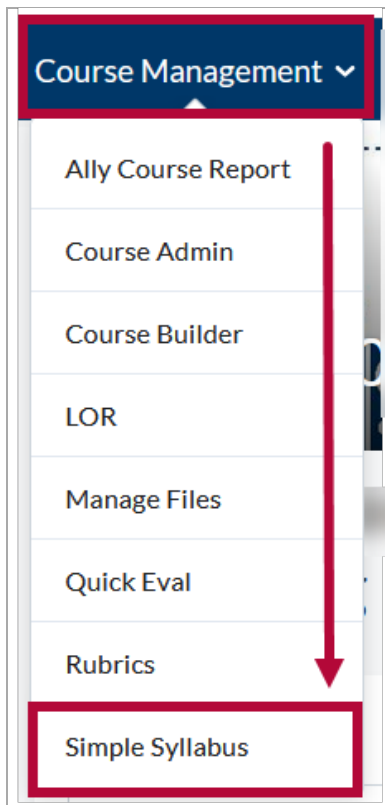 Course Management
Ally Course Report
Course Admin
Course Builder
LOR
Manage Files
Quick Eval
Rubrics
Simple Syllabus